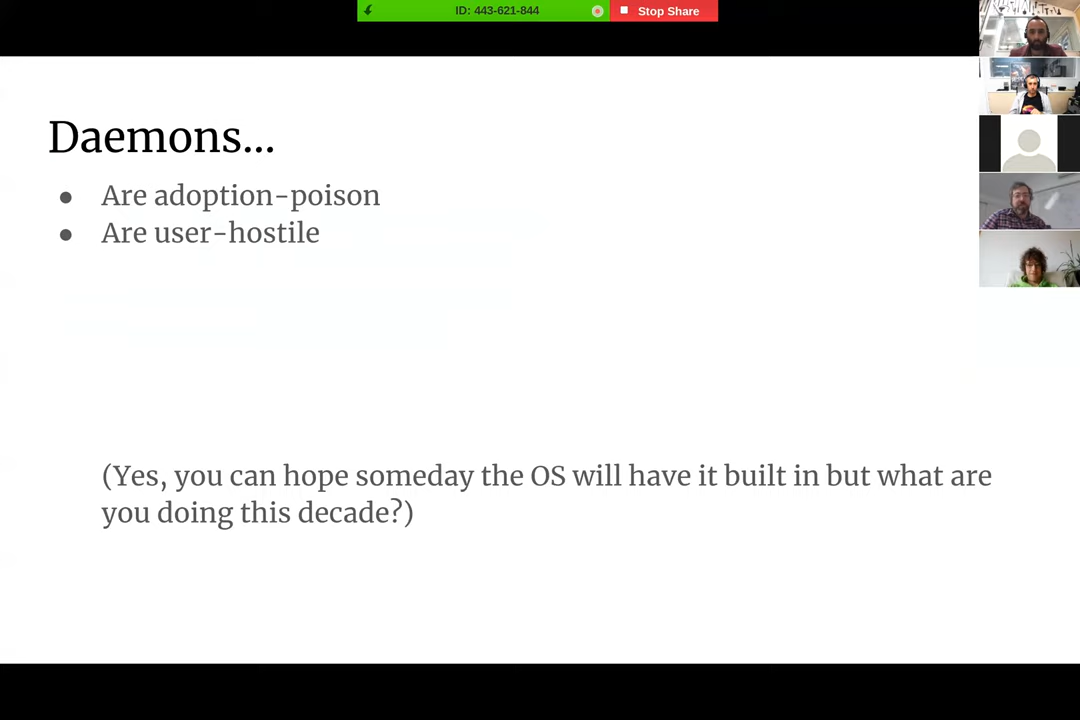 ID: 443-621-844
Stop Share
Daemons...
● Are adoption-poison
● Are user-hostile
(Yes, you can hope someday the OS will have it built in but what are
you doing this decade?)